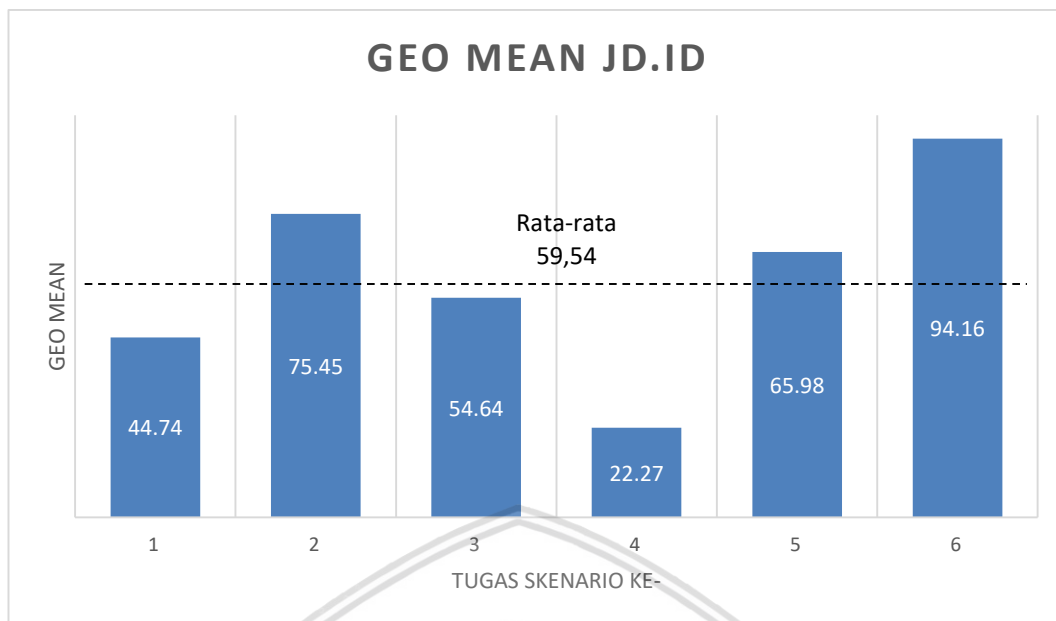 GEO MEAN JD.ID
GEO MEAN
Rata-rata
59,54
44.74
75.45
54.64
22.27
65.98
94.16
1 2 3 4 5 6
TUGAS SKENARIO KE-